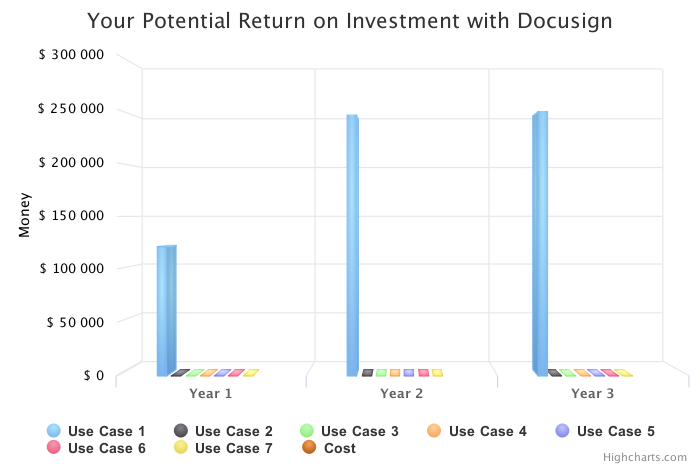 Your Potential Return on Investment with Docusign
$ 300 000
$ 250 000
$ 200 000
$ 150 000
$ 100 000
$ 50 000
$ 0
Money
Year 1
Year 2
Year 3
Use Case 1
Use Case 2
Use Case 3
Use Case 4
Use Case 5
Use Case 6
Use Case 7
Cost
Highcharts.com